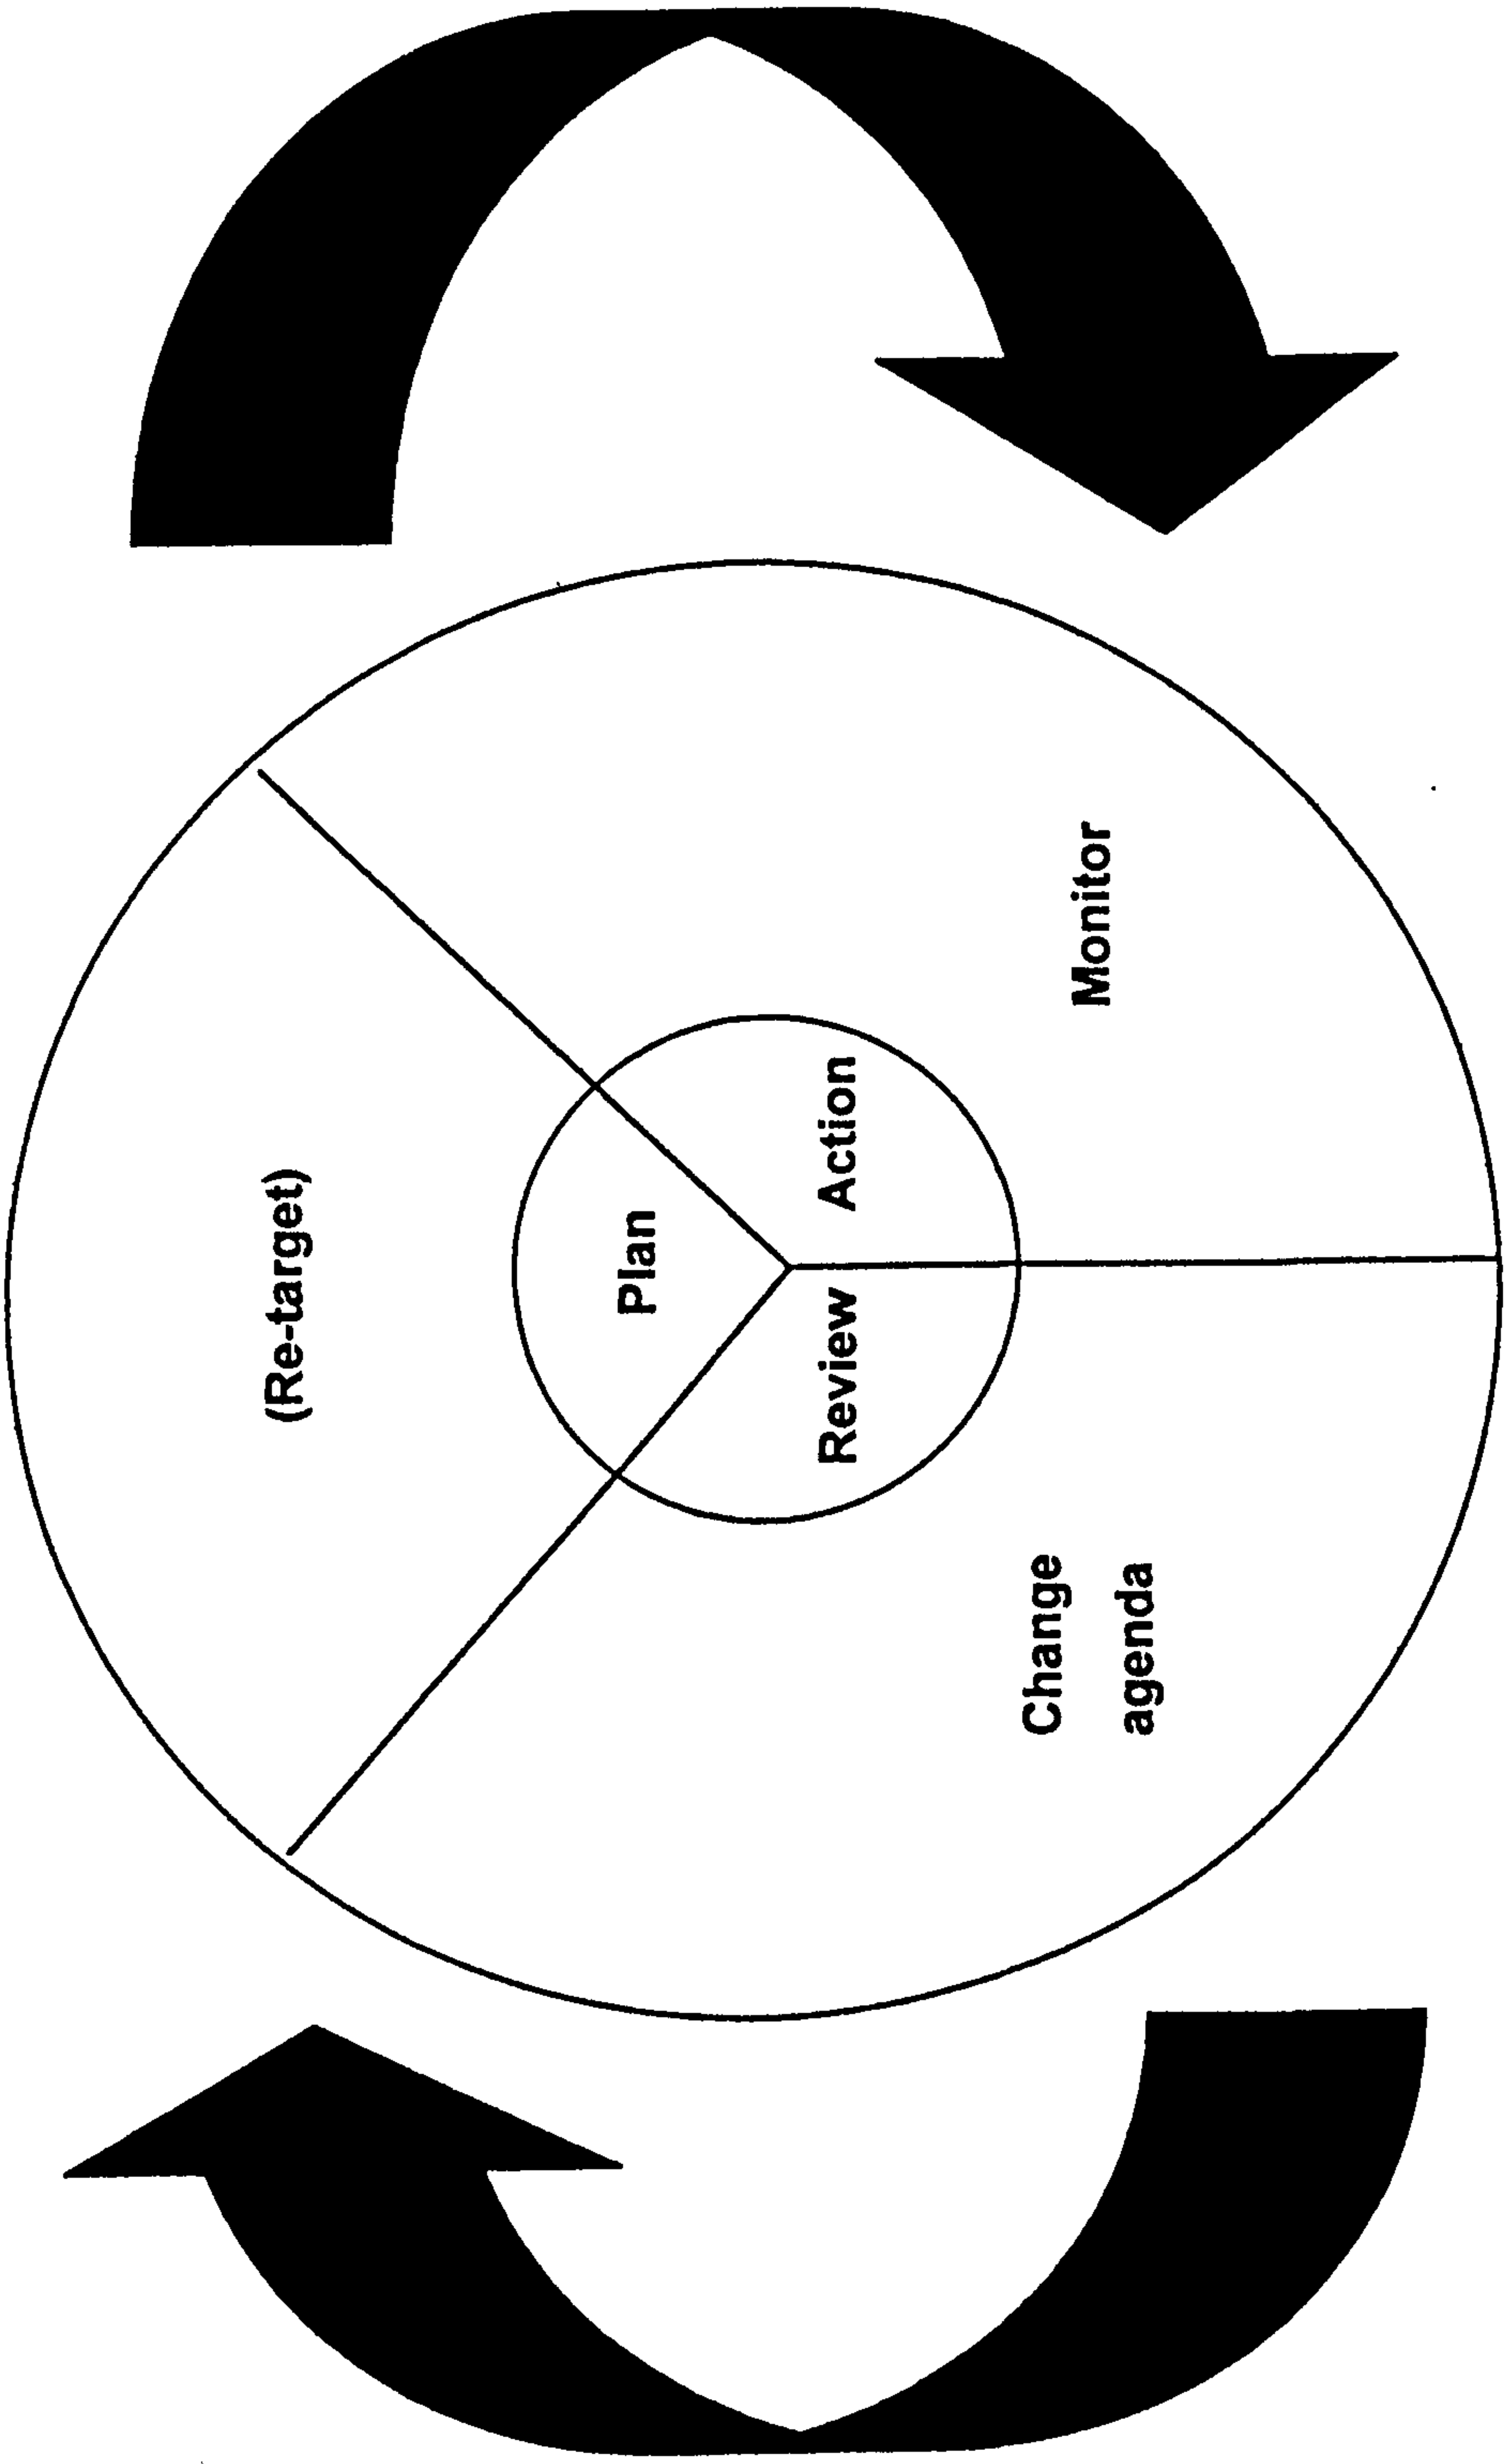 (Re-target)
Plan
Review
Action
Change
agenda
Monitor